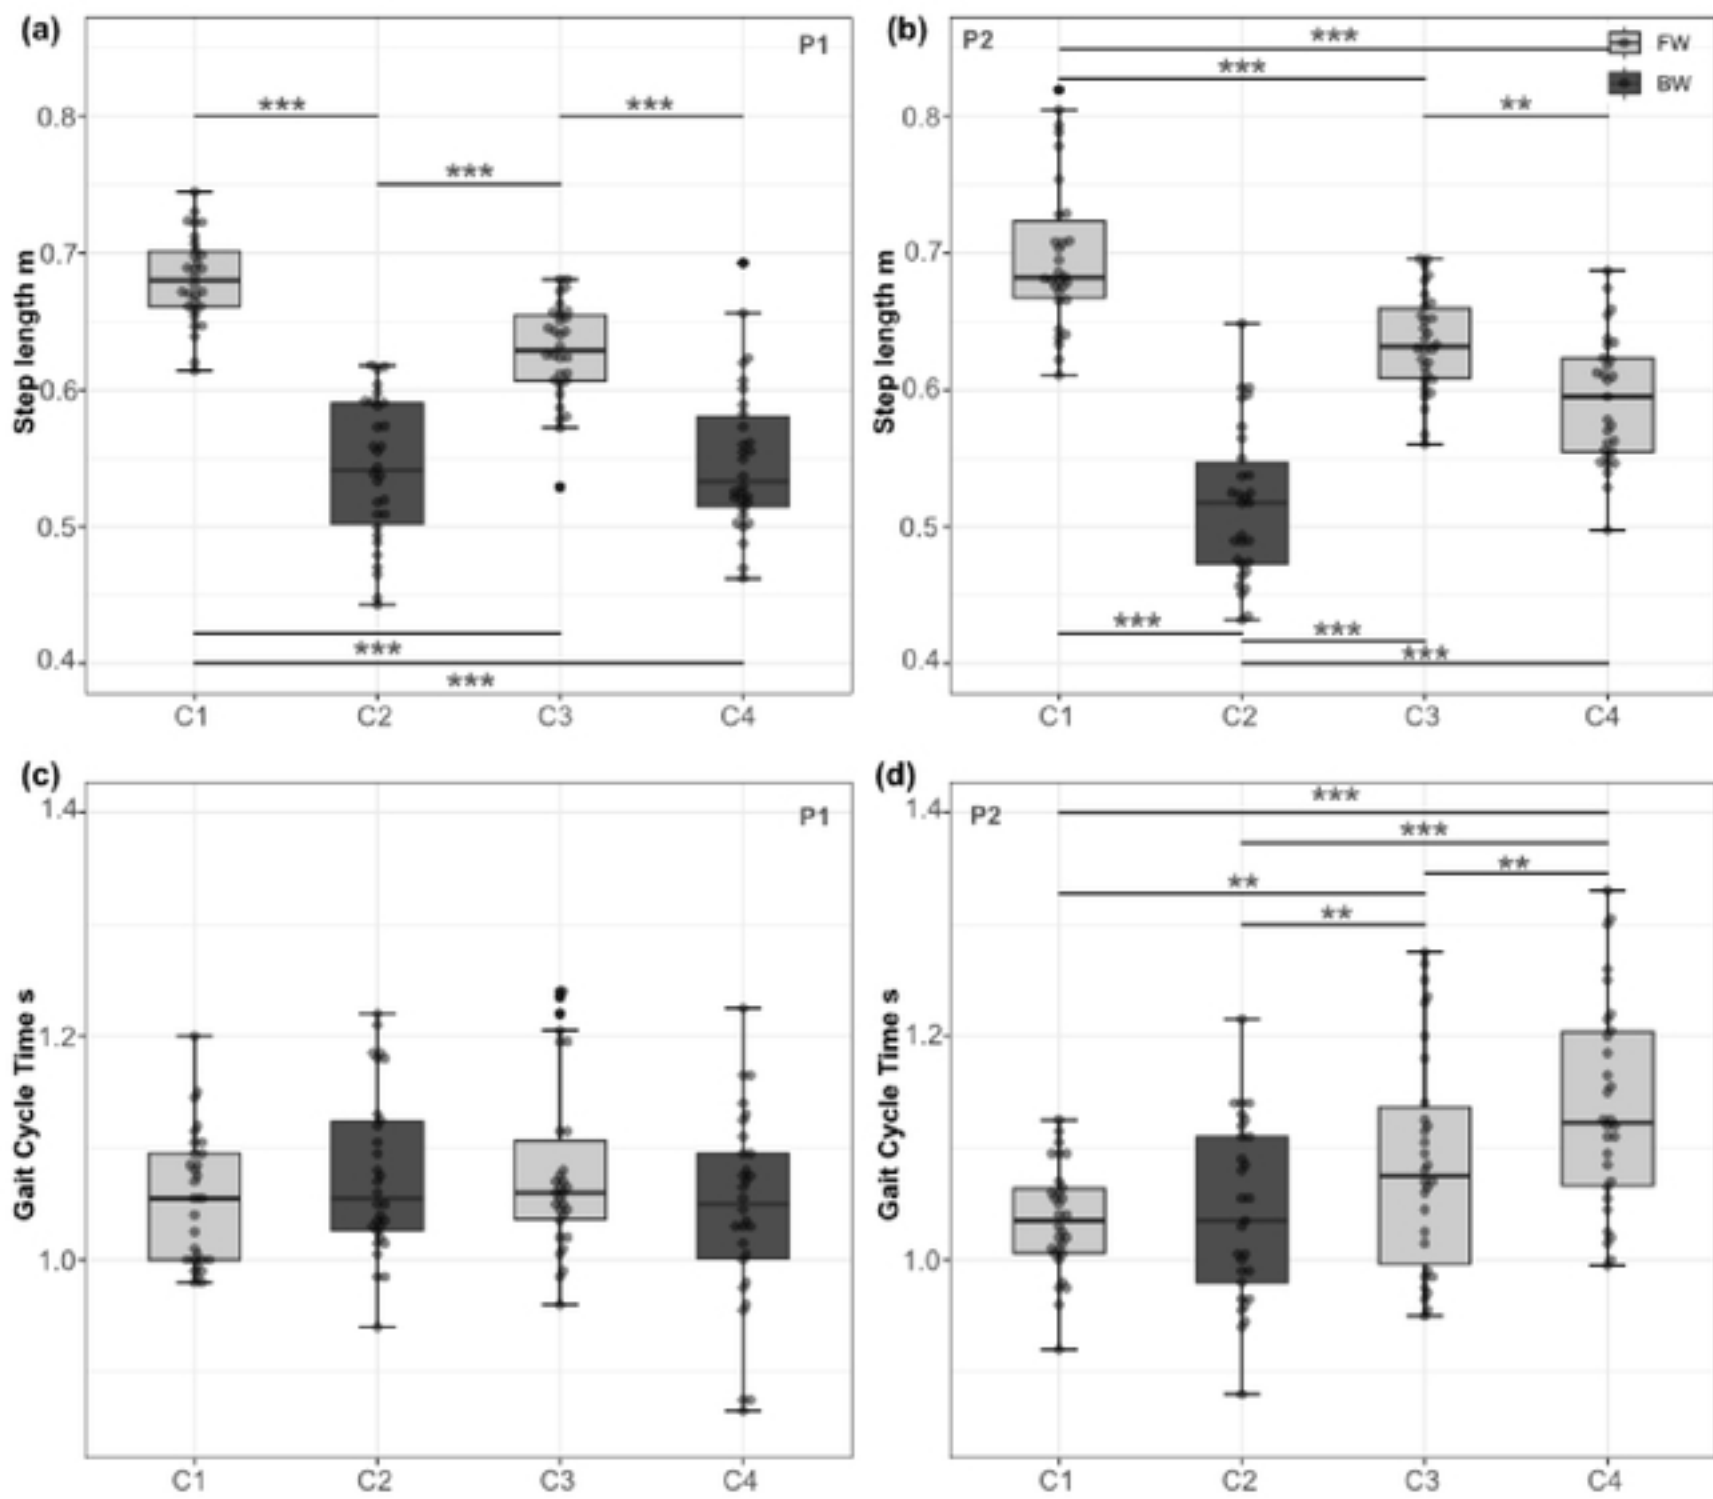 (a)
P1
***
***
***
0.8
0.7
0.6
0.5
0.4
Step length m
***
***
C1 C2 C3 C4
(b)
P2
***
***
**
FW
BW
0.8
0.7
0.6
0.5
0.4
Step length m
***
***
***
C1 C2 C3 C4
(c)
P1
1.4
1.2
1.0
Gait Cycle Time s
C1 C2 C3 C4
(d)
P2
***
***
**
**
**
1.4
1.2
1.0
Gait Cycle Time s
C1 C2 C3 C4